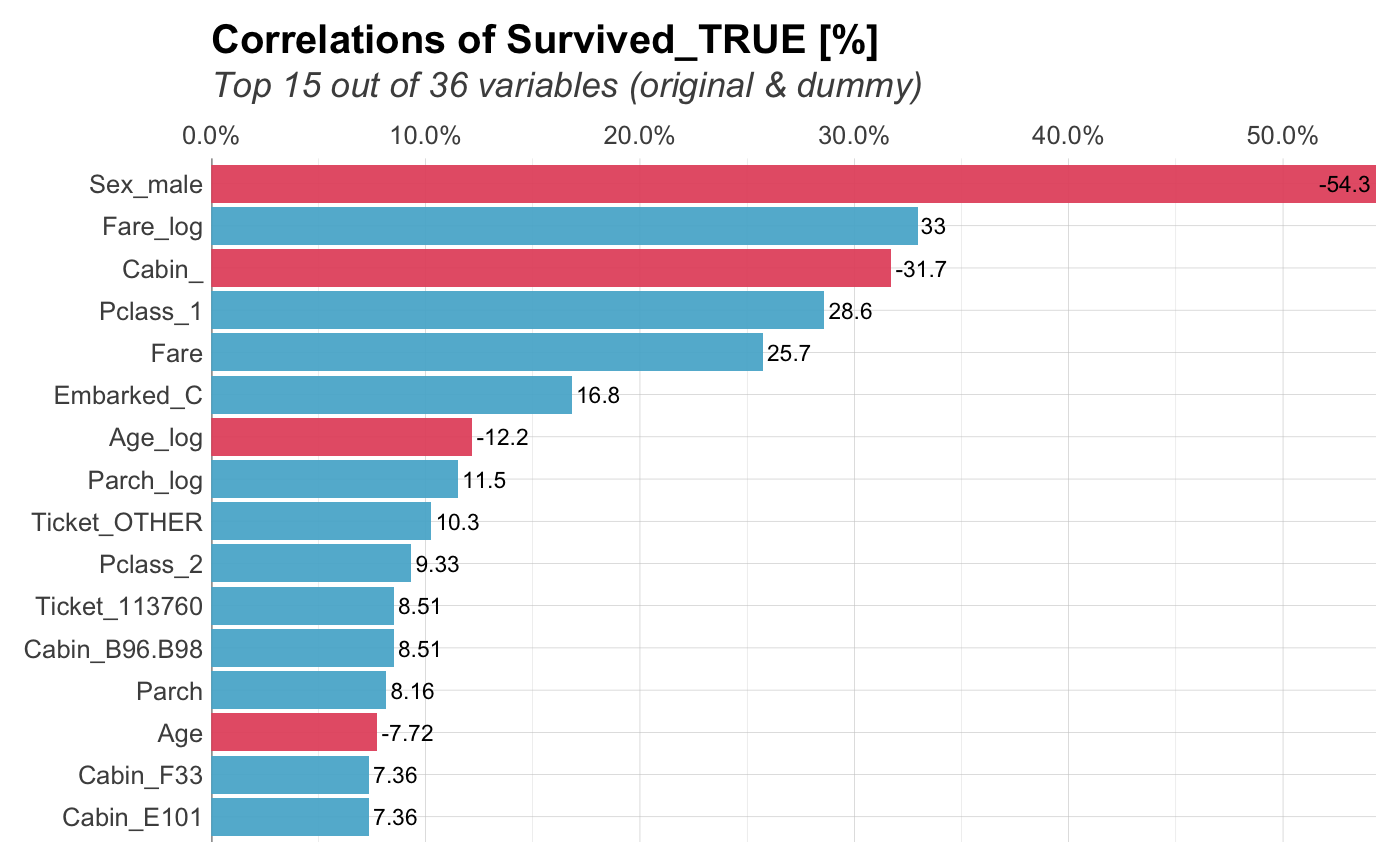 Correlations of Survived_TRUE [%]
Top 15 out of 36 variables (original & dummy)
0.0% 10.0% 20.0% 30.0% 40.0% 50.0%
Sex_male -54.3
Fare_log 33
Cabin_ -31.7
Pclass_1 28.6
Fare 25.7
Embarked_C 16.8
Age_log -12.2
Parch_log 11.5
Ticket_OTHER 10.3
Pclass_2 9.33
Ticket_113760 8.51
Cabin_B96.B98 8.51
Parch 8.16
Age -7.72
Cabin_F33 7.36
Cabin_E101 7.36